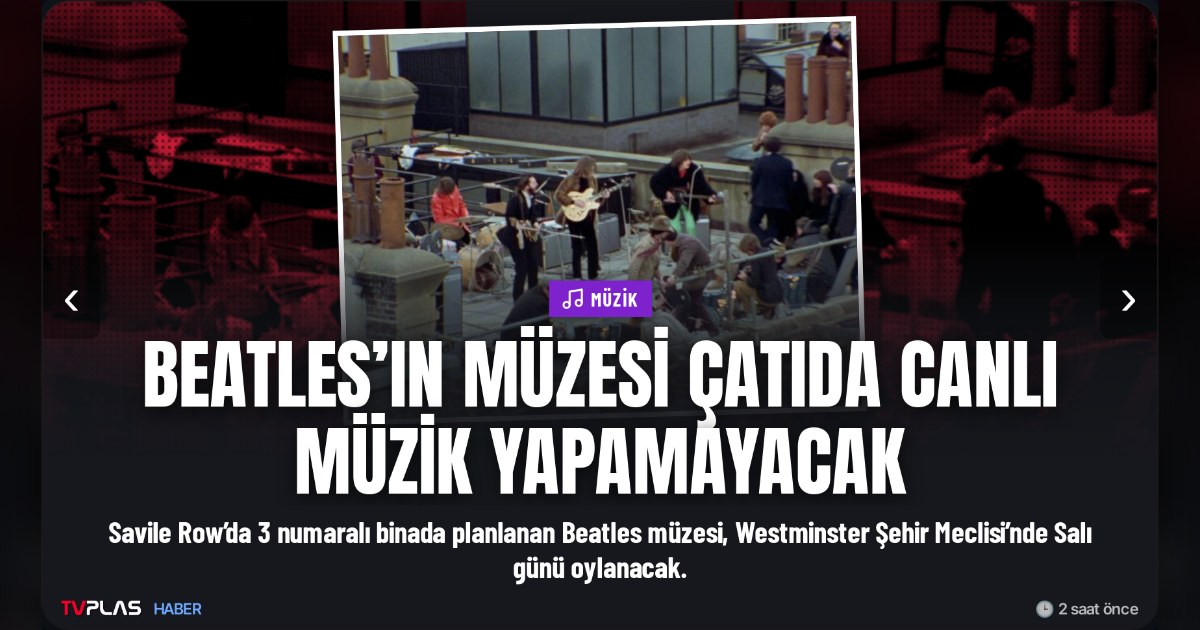 MÜZİK
BEATLES’IN MÜZESİ ÇATIDA CANLI
MÜZİK YAPAMAYACAK
Savile Row’da 3 numaralı binada planlanan Beatles müzesi, Westminster Şehir Meclisi’nde Salı
günü oylanacak.
TVPLAS HABER
2 saat önce